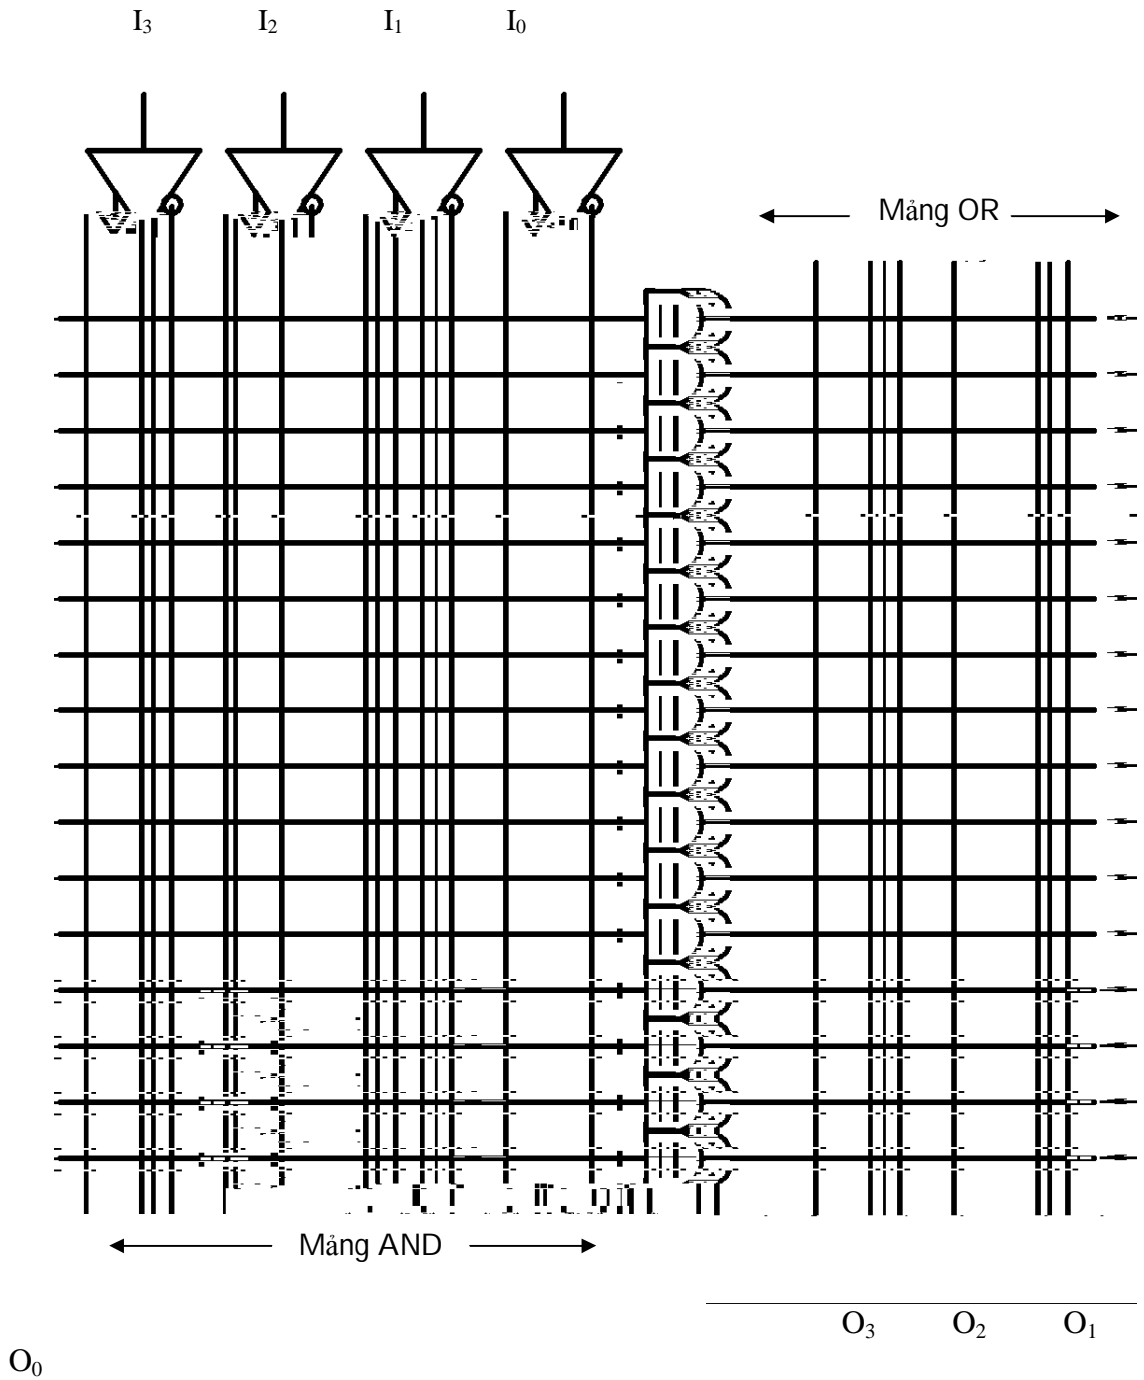 I₃ I₂ I₁ I₀
Mảng OR
Mảng AND
O₃ O₂ O₁
O₀